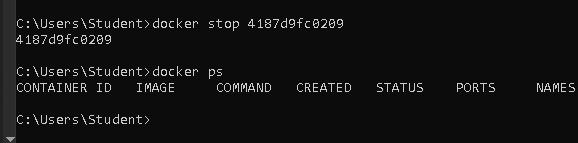 C:\Users\Student>docker stop 4187d9fc0209
4187d9fc0209
C:\Users\Student>docker ps
CONTAINER ID   IMAGE     COMMAND   CREATED   STATUS    PORTS     NAMES
C:\Users\Student>